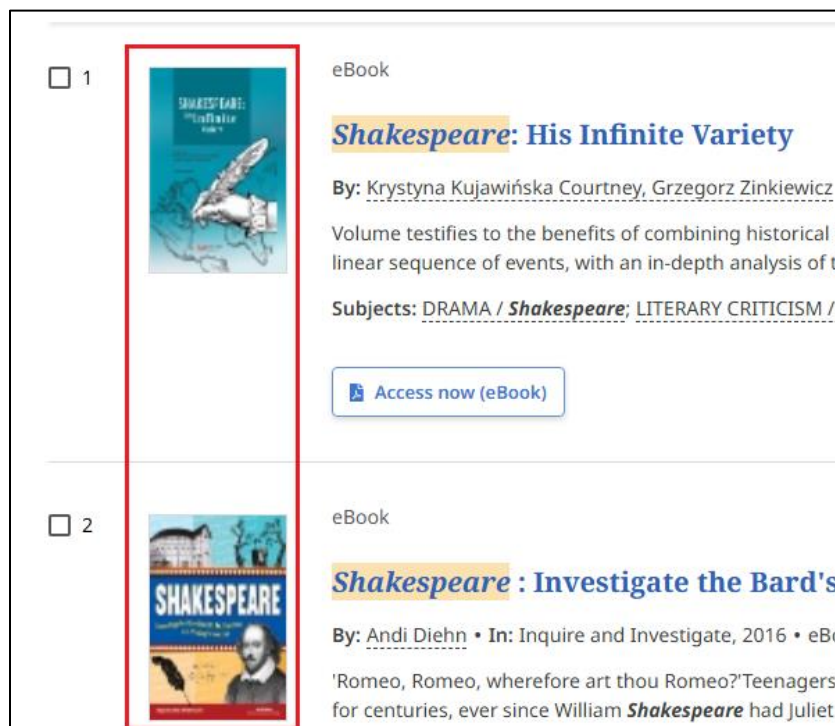 1
SHAKESPEARE:
eBook
Shakespeare: His Infinite Variety
By: Krystyna Kujawińska Courtney, Grzegorz Zinkiewicz
Volume testifies to the benefits of combining historical
linear sequence of events, with an in-depth analysis of
Subjects: DRAMA / Shakespeare; LITERARY CRITICISM /
Access now (eBook)
2
SHAKESPEARE
eBook
Shakespeare : Investigate the Bard's
By: Andi Diehn • In: Inquire and Investigate, 2016 •
'Romeo, Romeo, wherefore art thou Romeo?'Teenagers
for centuries, ever since William Shakespeare had Juliet